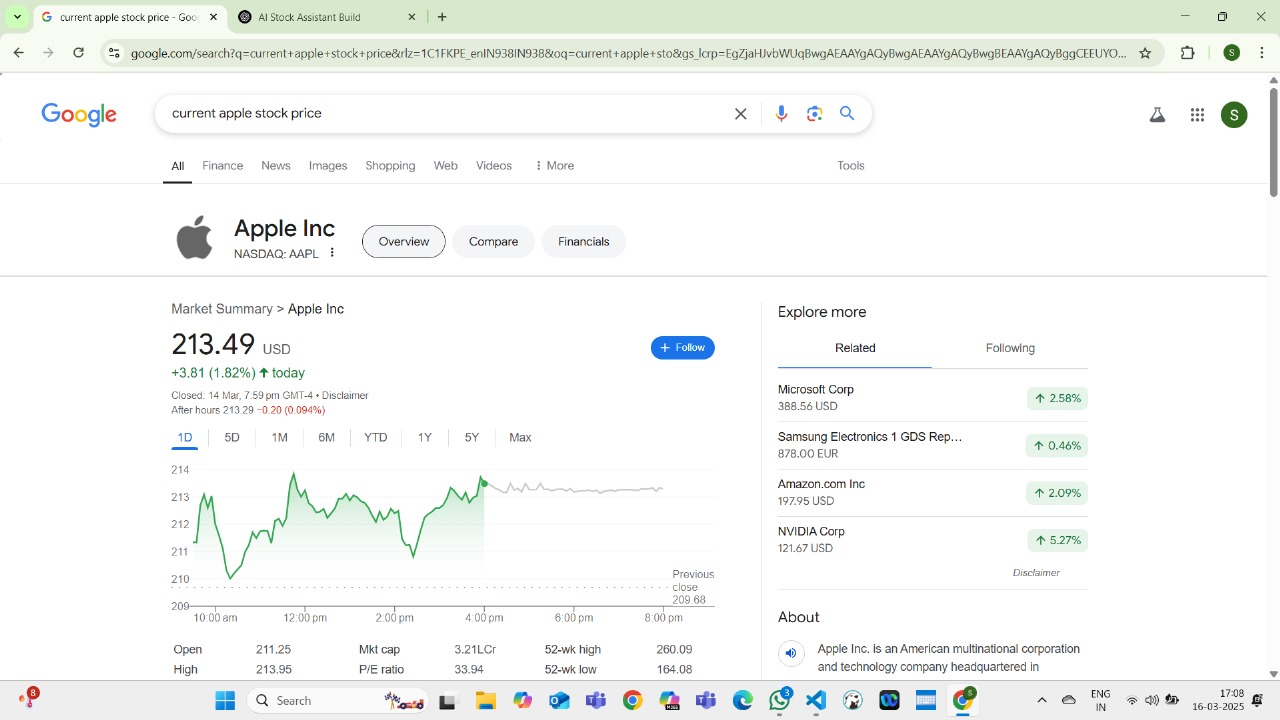 current apple stock price - Goo
AI Stock Assistant Build
google.com/search?q=current+apple+stock+price&rlz=1C1FKPE_enIN938IN938&oq=current+apple+sto&gs_lcrp=EgZjaHJvbWUqBwgAEAAYgAQyBwgAEAAYgAQyBwgBEAAYgAQyBggCEEUYO...
S
Google
current apple stock price
S
All Finance News Images Shopping Web Videos More Tools
Apple Inc
NASDAQ: AAPL
Overview Compare Financials
Market Summary > Apple Inc
213.49 USD
+ Follow
+3.81 (1.82%) ↑ today
Closed: 14 Mar, 7:59 pm GMT-4 • Disclaimer
After hours 213.29 −0.20 (0.094%)
1D 5D 1M 6M YTD 1Y 5Y Max
214
213
212
211
210
209
Previous
close
209.68
10:00 am 12:00 pm 2:00 pm 4:00 pm 6:00 pm 8:00 pm
Open 211.25 Mkt cap 3.21LCr 52-wk high 260.09
High 213.95 P/E ratio 33.94 52-wk low 164.08
Explore more
Related Following
Microsoft Corp
388.56 USD ↑ 2.58%
Samsung Electronics 1 GDS Rep...
878.00 EUR ↑ 0.46%
Amazon.com Inc
197.95 USD ↑ 2.09%
NVIDIA Corp
121.67 USD ↑ 5.27%
Disclaimer
About
Apple Inc. is an American multinational corporation
and technology company headquartered in
8
Search
3
S
ENG
IN
17:08
16-03-2025